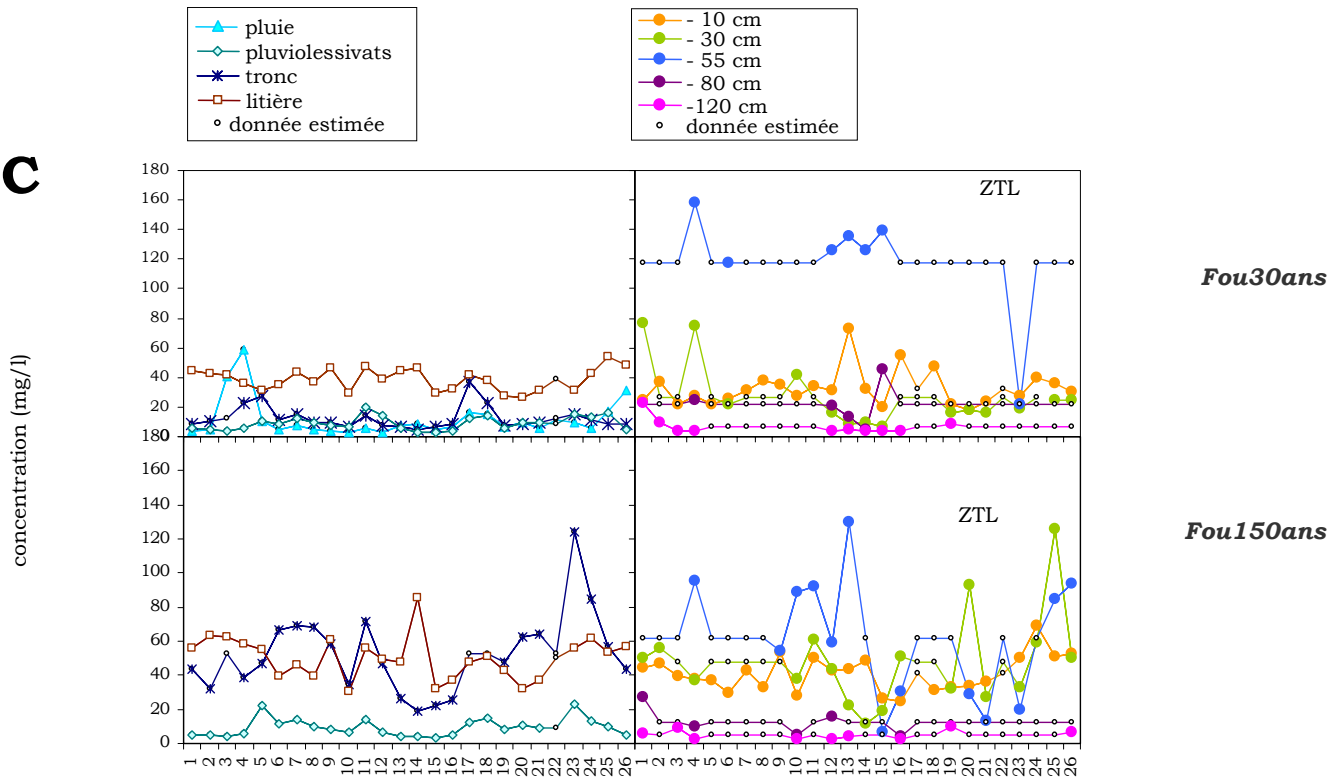 pluie
pluviolessivats
tronc
litière
donnée estimée
- 10 cm
- 30 cm
- 55 cm
- 80 cm
-120 cm
donnée estimée
C
concentration (mg/l)
180
160
140
120
100
80
60
40
20
0
ZTL
Fou30ans
180
160
140
120
100
80
60
40
20
0
ZTL
Fou150ans
1 2 3 4 5 6 7 8 9 10 11 12 13 14 15 16 17 18 19 20 21 22 23 24 25 26
1 2 3 4 5 6 7 8 9 10 11 12 13 14 15 16 17 18 19 20 21 22 23 24 25 26